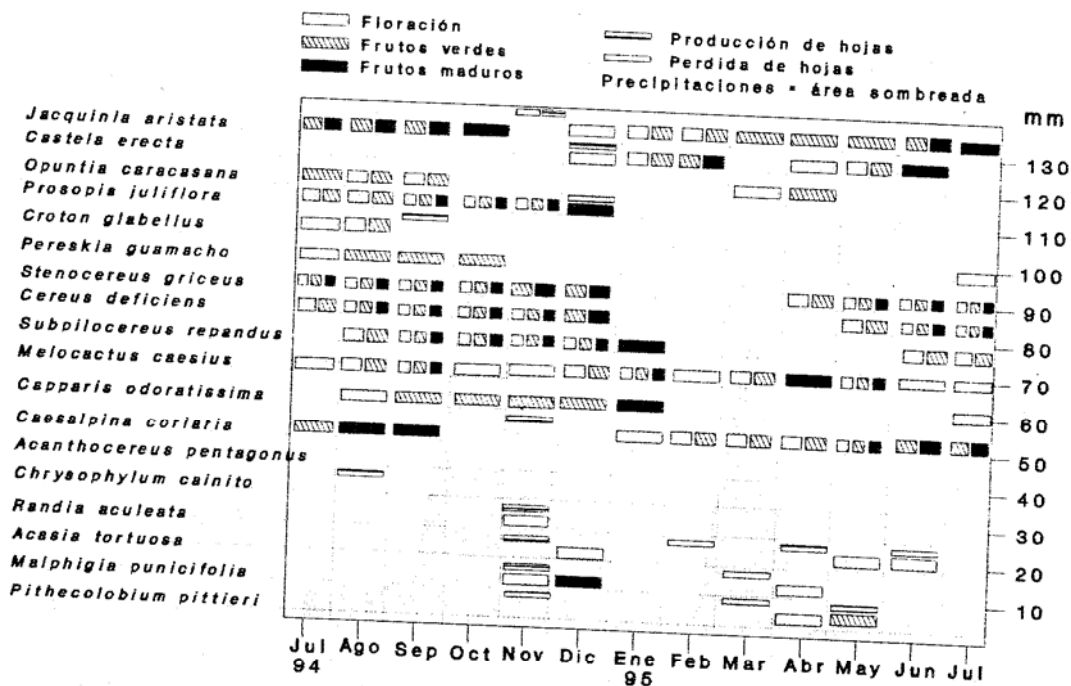 Floración
Frutos verdes
Frutos maduros
Producción de hojas
Perdida de hojas
Precipitaciones = área sombreada
mm
Jacquinia aristata
Castela erecta
Opuntia caracasana
Prosopis juliflora
Croton glabellus
Pereskia guamacho
Stenocereus griceus
Cereus deficiens
Subpilocereus repandus
Melocactus caesius
Capparis odoratissima
Caesalpina coriaria
Acanthocereus pentagonus
Chrysophylum cainito
Randia aculeata
Acasia tortuosa
Malphigia punicifolia
Pithecolobium pittieri
130
120
110
100
90
80
70
60
50
40
30
20
10
Jul Ago Sep Oct Nov Dic Ene Feb Mar Abr May Jun Jul
94 95